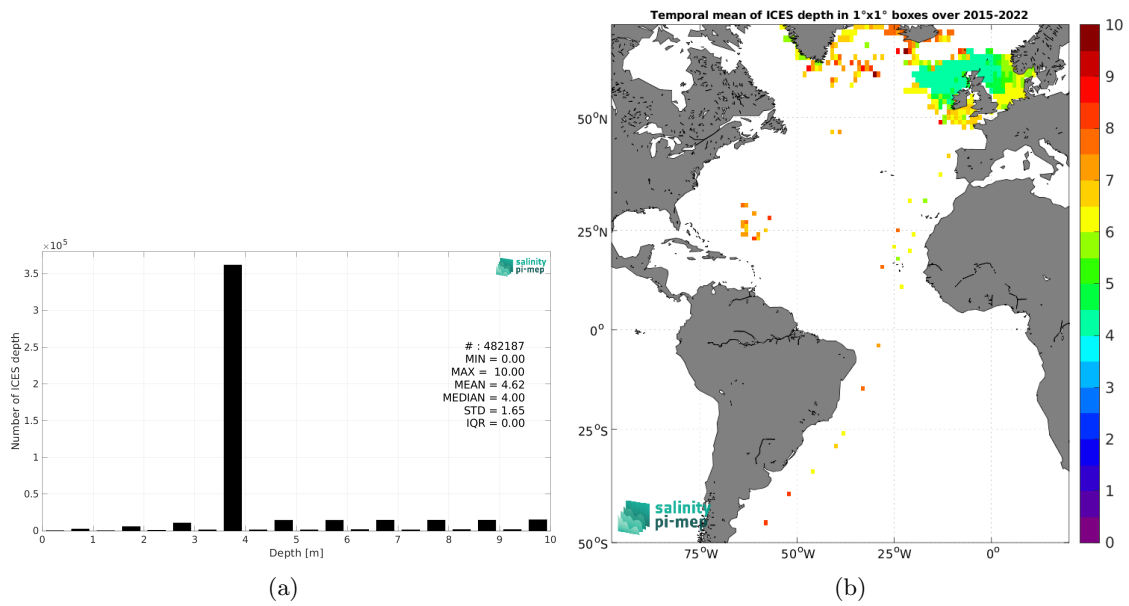 ×10⁵
3.5
3
2.5
2
1.5
1
0.5
0
0 1 2 3 4 5 6 7 8 9 10
Number of ICES depth
Depth [m]
salinity
pi-mep
# : 482187
MIN = 0.00
MAX = 10.00
MEAN = 4.62
MEDIAN = 4.00
STD = 1.65
IQR = 0.00
(a)
Temporal mean of ICES depth in 1°x1° boxes over 2015-2022
50°N
25°N
0°
25°S
50°S
75°W 50°W 25°W 0°
salinity
pi-mep
10
9
8
7
6
5
4
3
2
1
0
(b)